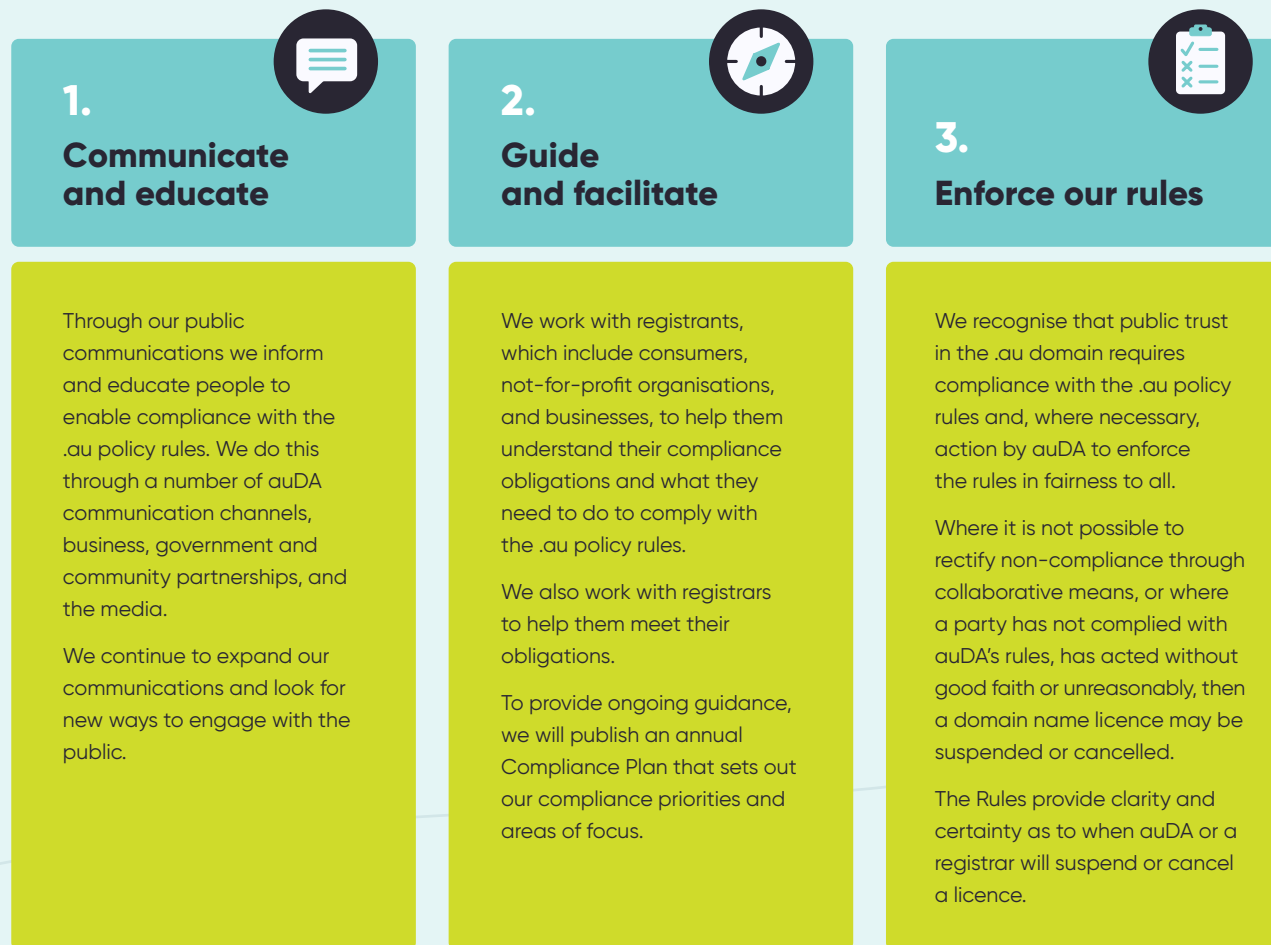 1.
Communicate
and educate
Through our public
communications we inform
and educate people to
enable compliance with the
.au policy rules. We do this
through a number of auDA
communication channels,
business, government and
community partnerships, and
the media.
We continue to expand our
communications and look for
new ways to engage with the
public.
2.
Guide
and facilitate
We work with registrants,
which include consumers,
not-for-profit organisations,
and businesses, to help them
understand their compliance
obligations and what they
need to do to comply with
the .au policy rules.
We also work with registrars
to help them meet their
obligations.
To provide ongoing guidance,
we will publish an annual
Compliance Plan that sets out
our compliance priorities and
areas of focus.
3.
Enforce our rules
We recognise that public trust
in the .au domain requires
compliance with the .au policy
rules and, where necessary,
action by auDA to enforce
the rules in fairness to all.
Where it is not possible to
rectify non-compliance through
collaborative means, or where
a party has not complied with
auDA's rules, has acted without
good faith or unreasonably, then
a domain name licence may be
suspended or cancelled.
The Rules provide clarity and
certainty as to when auDA or a
registrar will suspend or cancel
a licence.